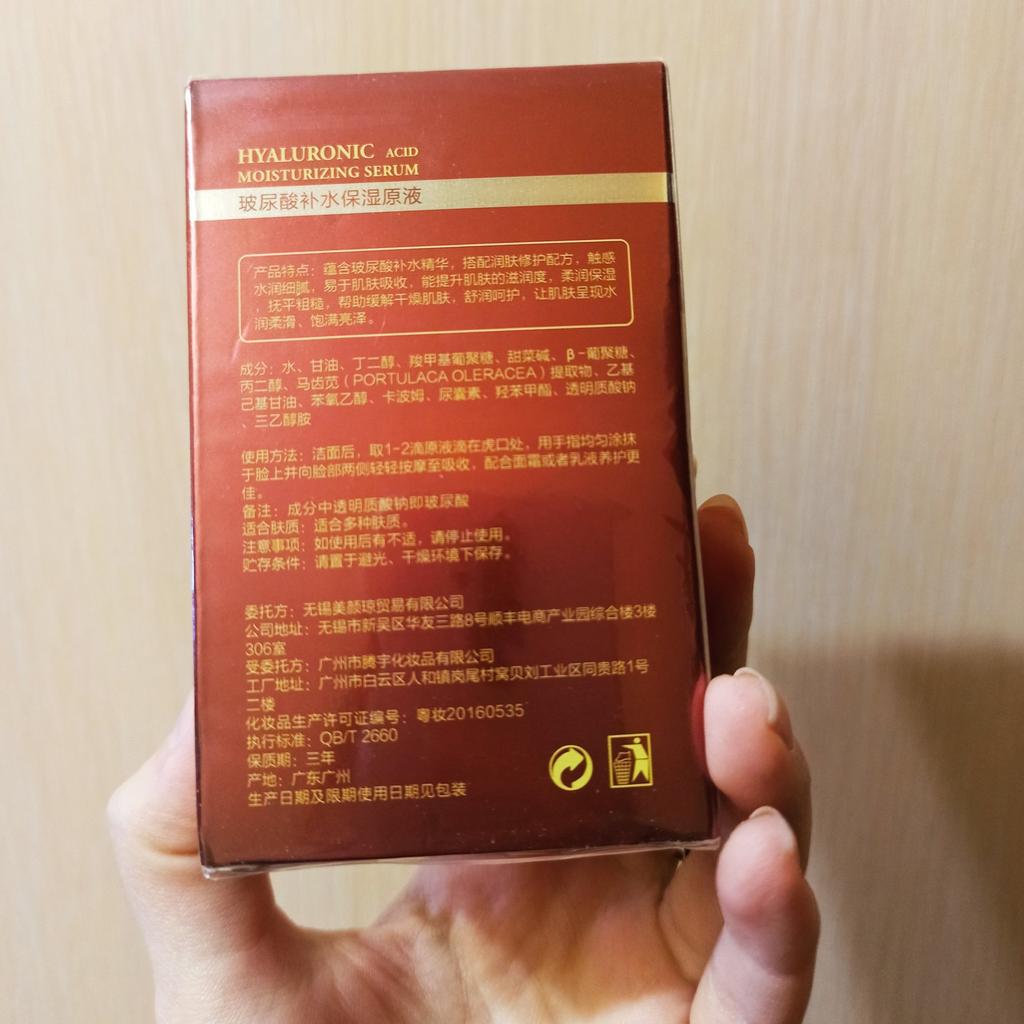 HYALURONIC ACID
MOISTURIZING SERUM
玻尿酸补水保湿原液
产品特点：蕴含玻尿酸补水精华，搭配润肤修护配方，触感
水润细腻，易于肌肤吸收，能提升肌肤的滋润度，柔润保湿
，抚平粗糙，帮助缓解干燥肌肤，舒润呵护，让肌肤呈现水
润柔滑、饱满亮泽。
成分：水、甘油、丁二醇、羧甲基葡聚糖、甜菜碱、β-葡聚糖、
丙二醇、马齿苋（PORTULACA OLERACEA）提取物、乙基
己基甘油、苯氧乙醇、卡波姆、尿囊素、羟苯甲酯、透明质酸钠
、三乙醇胺
使用方法：洁面后，取1-2滴原液滴在虎口处，用手指均匀涂抹
于脸上并向脸部两侧轻轻按摩至吸收，配合面霜或者乳液养护更
佳。
备注：成分中透明质酸钠即玻尿酸
适合肤质：适合多种肤质。
注意事项：如使用后有不适，请停止使用。
贮存条件：请置于避光、干燥环境下保存。
委托方：无锡美颜琼贸易有限公司
公司地址：无锡市新吴区华友三路8号顺丰电商产业园综合楼3楼
306室
受委托方：广州市腾宇化妆品有限公司
工厂地址：广州市白云区人和镇岗尾村窝贝刘工业区同贵路1号
二楼
化妆品生产许可证编号：粤妆20160535
执行标准：QB/T 2660
保质期：三年
产地：广东广州
生产日期及限期使用日期见包装